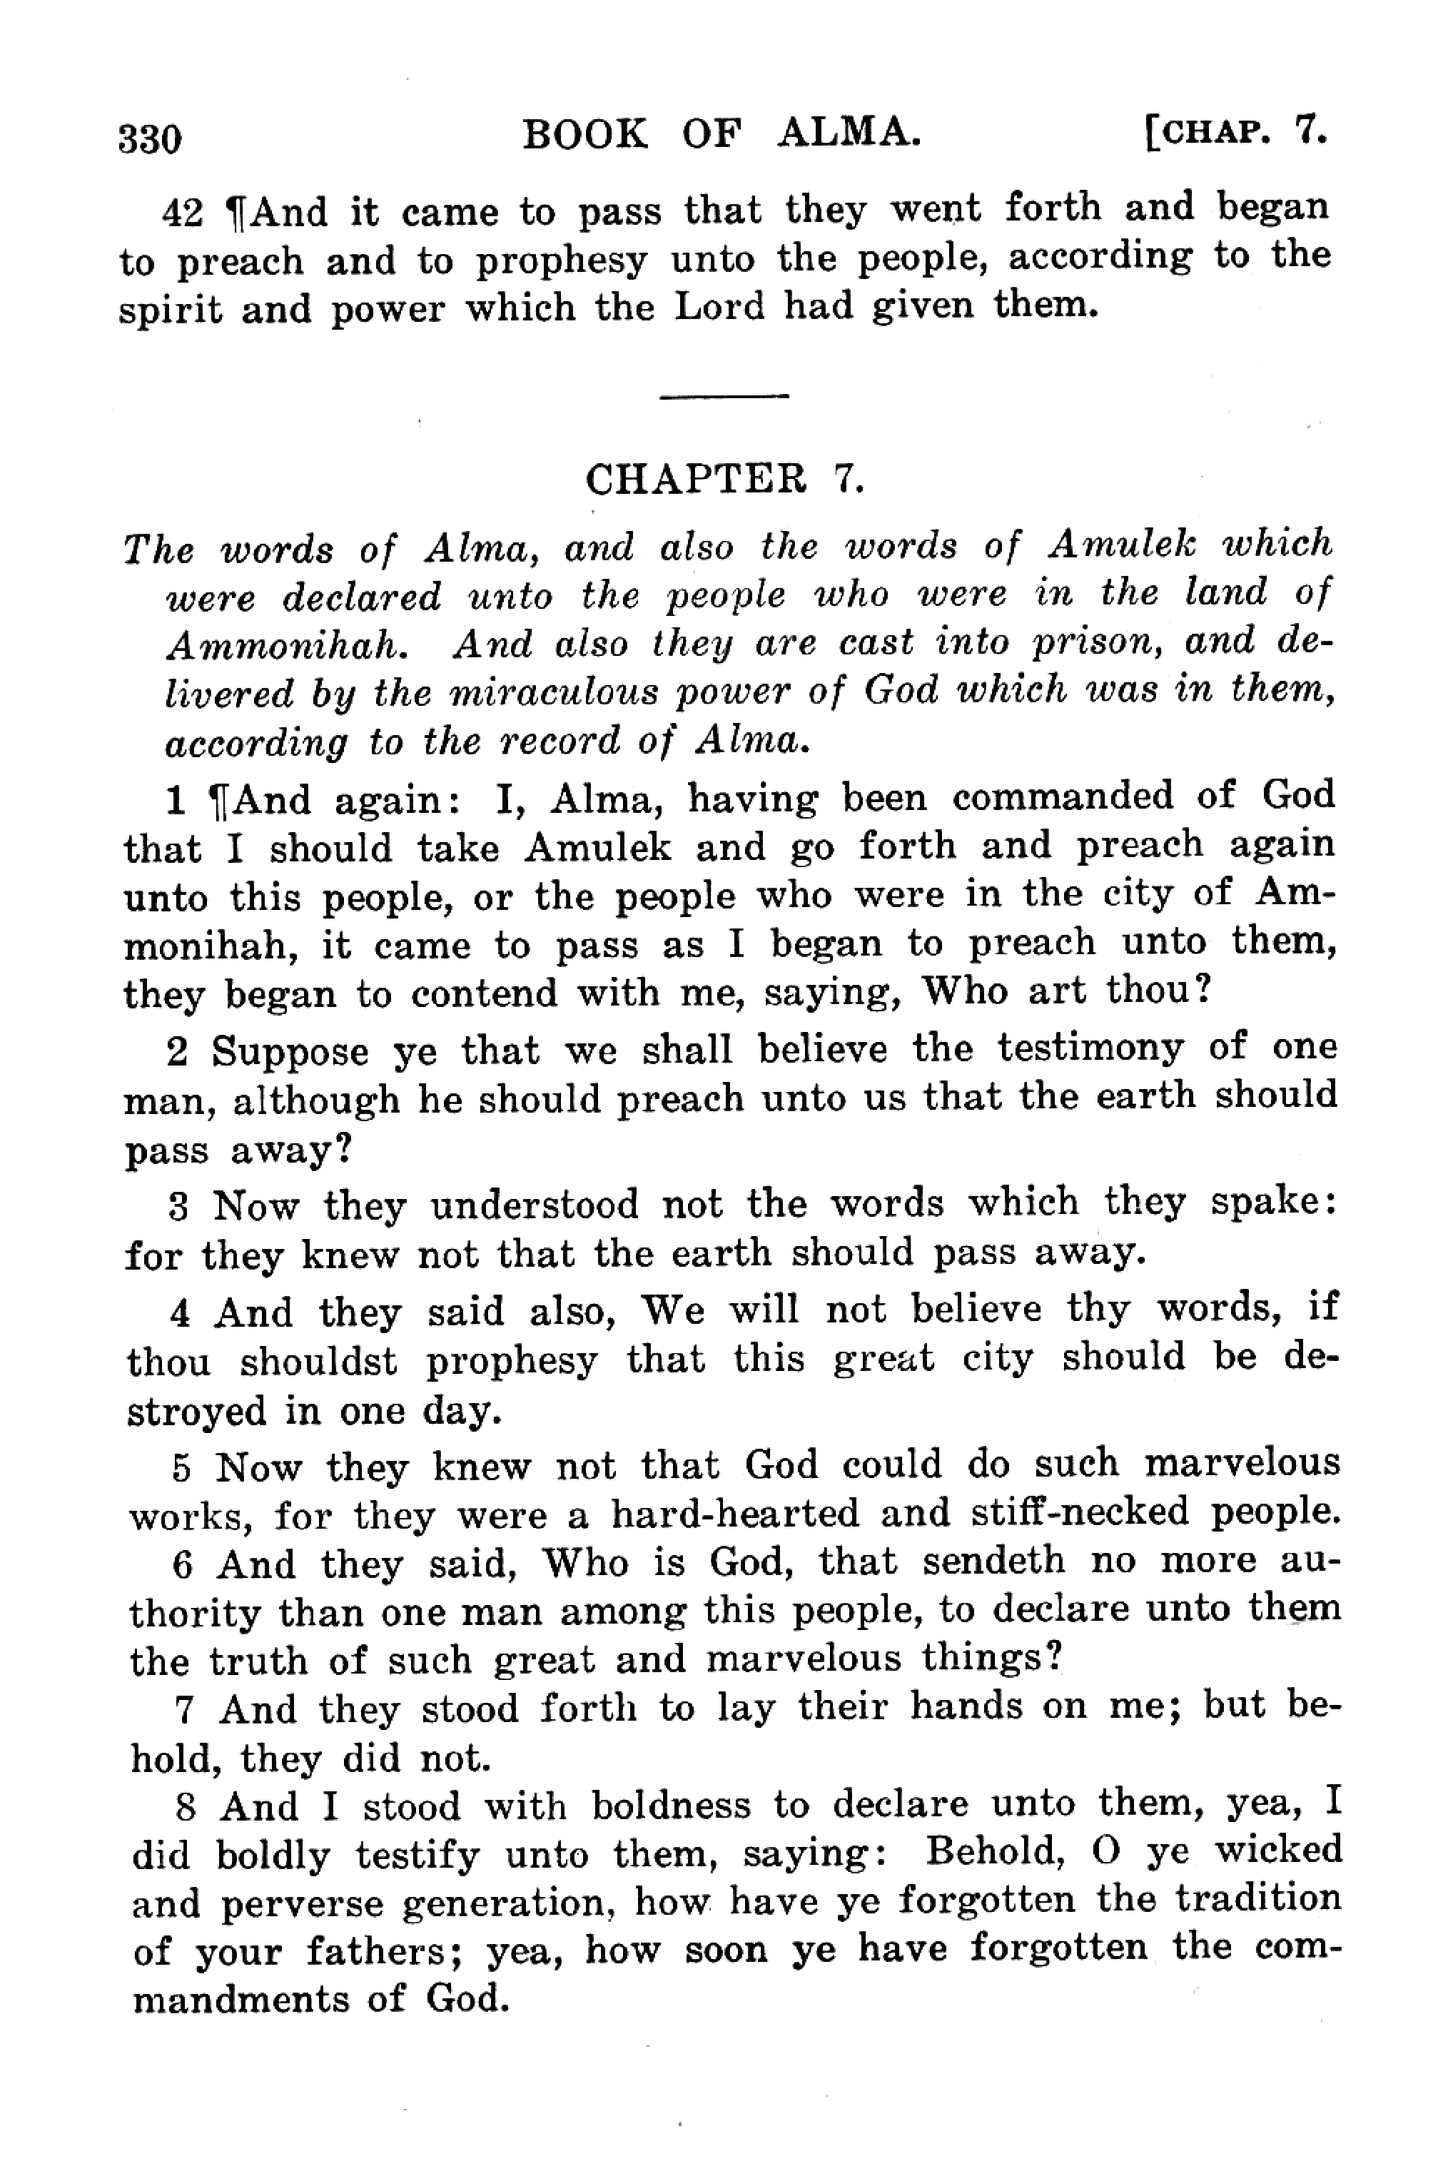 330 BOOK OF ALMA. [CHAP. 7.
42 ¶And it came to pass that they went forth and began
to preach and to prophesy unto the people, according to the
spirit and power which the Lord had given them.
CHAPTER 7.
The words of Alma, and also the words of Amulek which
were declared unto the people who were in the land of
Ammonihah. And also they are cast into prison, and de-
livered by the miraculous power of God which was in them,
according to the record of Alma.
1 ¶And again: I, Alma, having been commanded of God
that I should take Amulek and go forth and preach again
unto this people, or the people who were in the city of Am-
monihah, it came to pass as I began to preach unto them,
they began to contend with me, saying, Who art thou?
2 Suppose ye that we shall believe the testimony of one
man, although he should preach unto us that the earth should
pass away?
3 Now they understood not the words which they spake:
for they knew not that the earth should pass away.
4 And they said also, We will not believe thy words, if
thou shouldst prophesy that this great city should be de-
stroyed in one day.
5 Now they knew not that God could do such marvelous
works, for they were a hard-hearted and stiff-necked people.
6 And they said, Who is God, that sendeth no more au-
thority than one man among this people, to declare unto them
the truth of such great and marvelous things?
7 And they stood forth to lay their hands on me; but be-
hold, they did not.
8 And I stood with boldness to declare unto them, yea, I
did boldly testify unto them, saying: Behold, O ye wicked
and perverse generation, how have ye forgotten the tradition
of your fathers; yea, how soon ye have forgotten the com-
mandments of God.